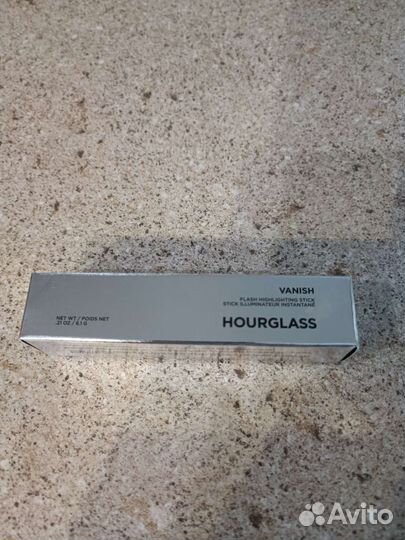 VANISH
FLASH HIGHLIGHTING STICK
STICK ILLUMINATEUR INSTANTANÉ
NET WT / POIDS NET
.21 OZ / 6.1 G
HOURGLASS
Avito